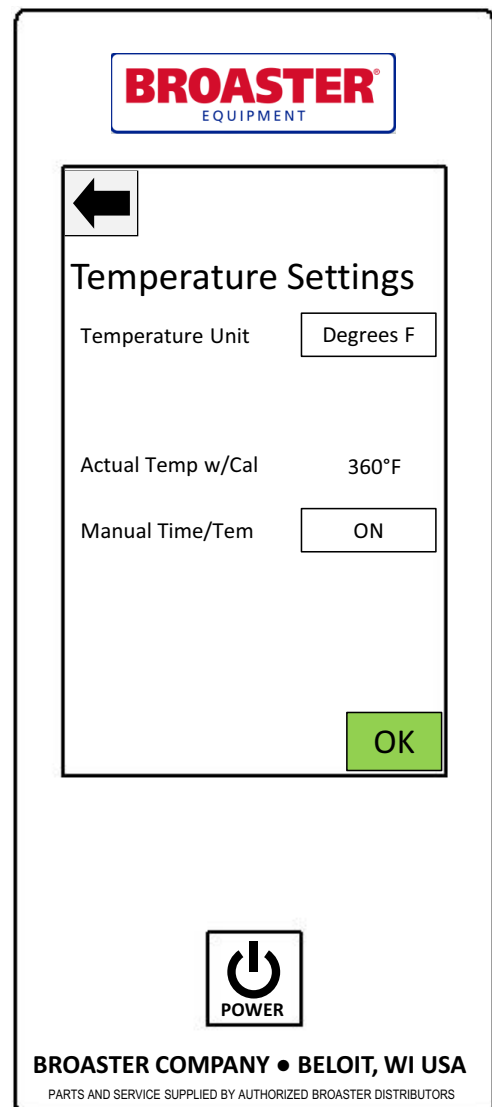 BROASTER®
EQUIPMENT
Temperature Settings
Temperature Unit Degrees F
Actual Temp w/Cal 360°F
Manual Time/Tem ON
OK
POWER
BROASTER COMPANY ● BELOIT, WI USA
PARTS AND SERVICE SUPPLIED BY AUTHORIZED BROASTER DISTRIBUTORS